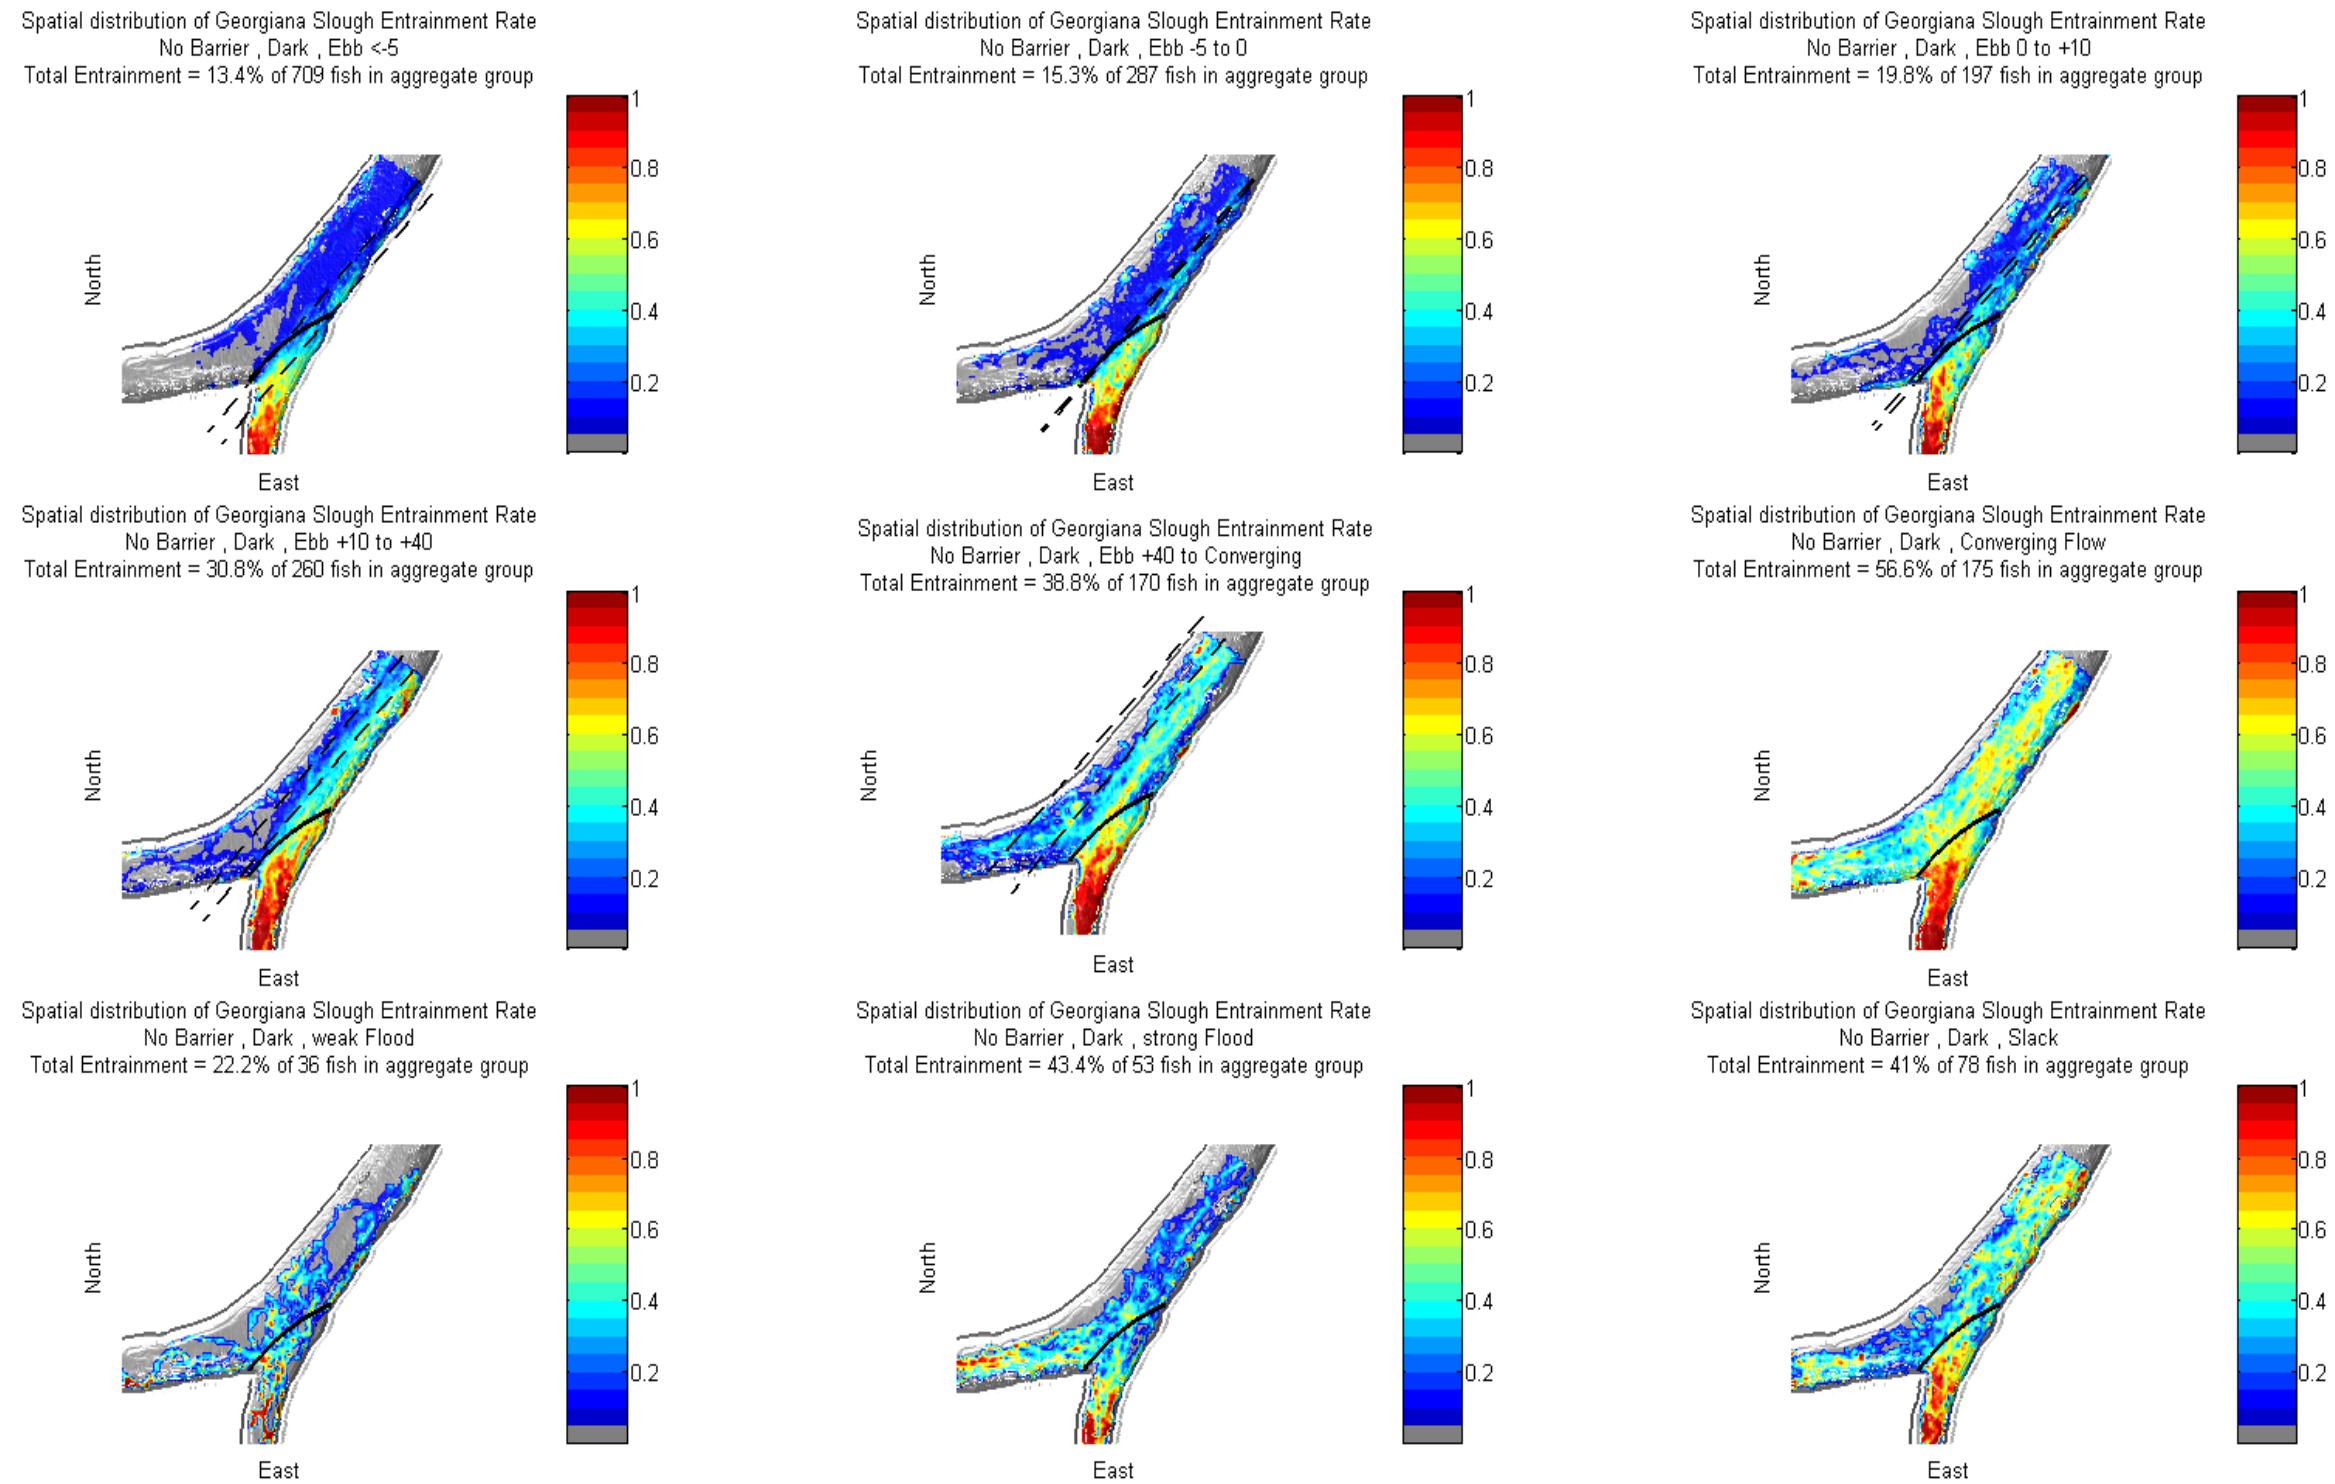 Spatial distribution of Georgiana Slough Entrainment Rate
No Barrier , Dark , Ebb <-5
Total Entrainment = 13.4% of 709 fish in aggregate group
1
0.8
0.6
0.4
0.2
North
East
Spatial distribution of Georgiana Slough Entrainment Rate
No Barrier , Dark , Ebb -5 to 0
Total Entrainment = 15.3% of 287 fish in aggregate group
1
0.8
0.6
0.4
0.2
North
East
Spatial distribution of Georgiana Slough Entrainment Rate
No Barrier , Dark , Ebb 0 to +10
Total Entrainment = 19.8% of 197 fish in aggregate group
1
0.8
0.6
0.4
0.2
North
East
Spatial distribution of Georgiana Slough Entrainment Rate
No Barrier , Dark , Ebb +10 to +40
Total Entrainment = 30.8% of 260 fish in aggregate group
1
0.8
0.6
0.4
0.2
North
East
Spatial distribution of Georgiana Slough Entrainment Rate
No Barrier , Dark , Ebb +40 to Converging
Total Entrainment = 38.8% of 170 fish in aggregate group
1
0.8
0.6
0.4
0.2
North
East
Spatial distribution of Georgiana Slough Entrainment Rate
No Barrier , Dark , Converging Flow
Total Entrainment = 56.6% of 175 fish in aggregate group
1
0.8
0.6
0.4
0.2
North
East
Spatial distribution of Georgiana Slough Entrainment Rate
No Barrier , Dark , weak Flood
Total Entrainment = 22.2% of 36 fish in aggregate group
1
0.8
0.6
0.4
0.2
North
East
Spatial distribution of Georgiana Slough Entrainment Rate
No Barrier , Dark , strong Flood
Total Entrainment = 43.4% of 53 fish in aggregate group
1
0.8
0.6
0.4
0.2
North
East
Spatial distribution of Georgiana Slough Entrainment Rate
No Barrier , Dark , Slack
Total Entrainment = 41% of 78 fish in aggregate group
1
0.8
0.6
0.4
0.2
North
East